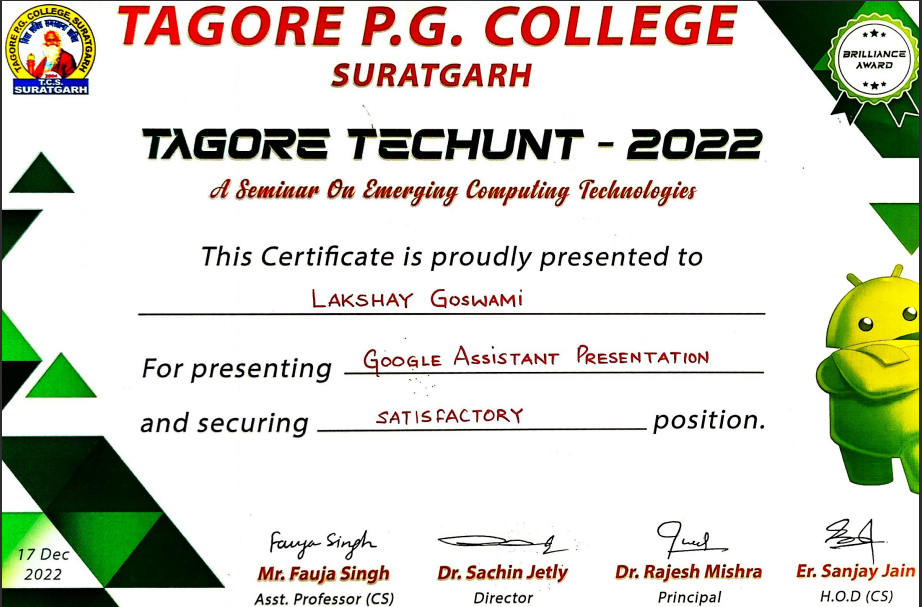 TAGORE P.G. COLLEGE
SURATGARH
TAGORE P.G. COLLEGE SURATGARH
T.C.S.
SURATGARH
BRILLIANCE
AWARD
TAGORE TECHUNT - 2022
A Seminar On Emerging Computing Technologies
This Certificate is proudly presented to
LAKSHAY GOSWAMI
For presenting GOOGLE ASSISTANT PRESENTATION
and securing SATISFACTORY position.
17 Dec
2022
Fauja Singh
Mr. Fauja Singh
Asst. Professor (CS)
Dr. Sachin Jetly
Director
Dr. Rajesh Mishra
Principal
Er. Sanjay Jain
H.O.D (CS)